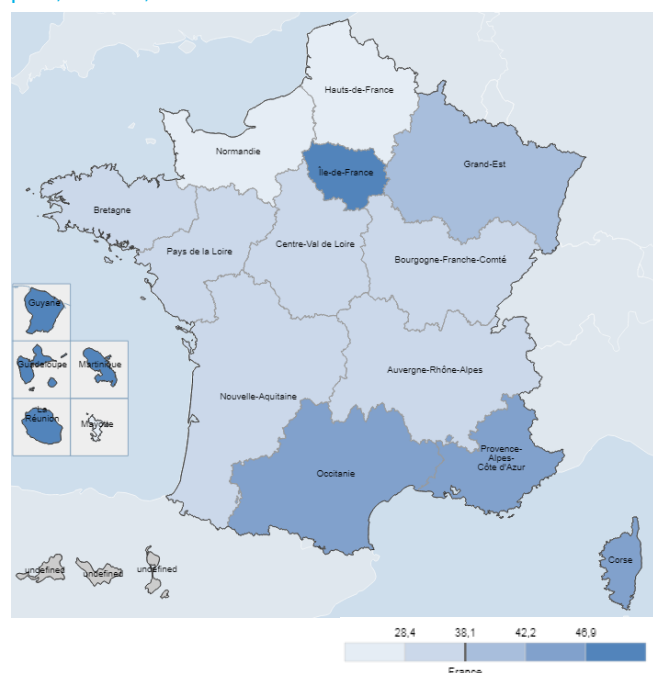 Hauts-de-France
Normandie
Île-de-France
Grand-Est
Bretagne
Pays de la Loire
Centre-Val de Loire
Bourgogne-Franche-Comté
Guyane
Guadeloupe
Martinique
La
Réunion
Mayotte
Nouvelle-Aquitaine
Auvergne-Rhône-Alpes
Provence-
Alpes-
Côte d'Azur
Occitanie
Corse
undefined
undefined
undefined
28,4 38,1 42,2 46,9
France